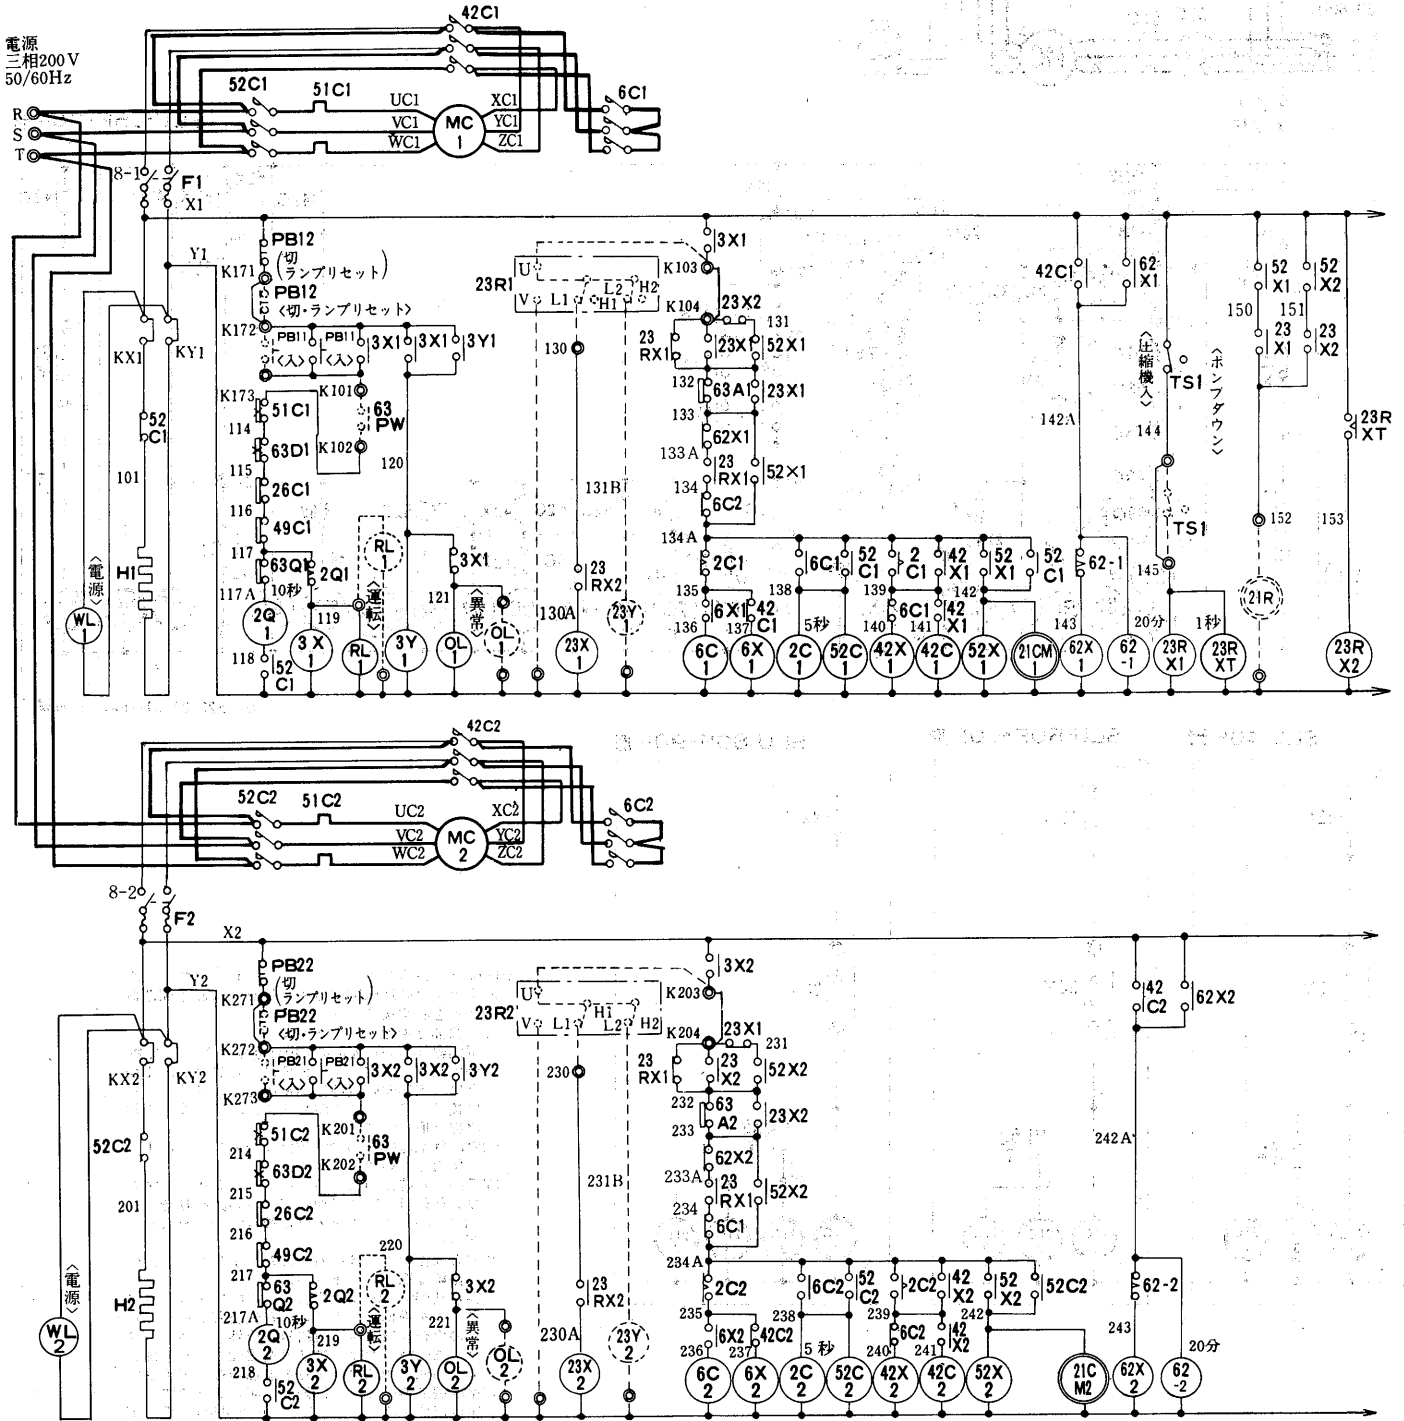 42C1
電源
三相200V
50/60Hz
52C1
51C1
UC1
XC1
6C1
R
VC1
MC
1
YC1
S
WC1
ZC1
T
8-1
F1
X1
Y1
PB12
(切
ランプリセット)
K171
PB12
〈切・ランプリセット〉
K172
PB11
〈入〉
PB11
〈入〉
3X1
3X1
3Y1
KX1
KY1
K173
K101
51C1
63
PW
114
K102
63D1
115
26C1
116
49C1
117
63Q1
2Q1
117A
10秒
119
2Q
1
118
52
C1
3X
1
RL
1
〈運転〉
RL
1
120
3Y
1
3X1
121
〈異常〉
OL
1
OL
1
52
C1
101
H1
〈電源〉
WL
1
23R1
U
V
L1
L2
H1
H2
130
131B
23
RX2
130A
23X
1
23Y
1
3X1
K103
K104
23X2
131
23
RX1
23X1
52X1
132
63A1
23X1
133
62X1
133A
23
RX1
52X1
134
6C2
134A
2C1
6C1
52
C1
2
C1
42
X1
52
X1
52
C1
135
138
139
142
6X1
42
C1
6C1
42
X1
136
137
5秒
140
141
6C
1
6X
1
2C
1
52C
1
42X
1
42C
1
52X
1
21CM
1
42C1
62
X1
142A
62-1
143
20分
62X
1
62
-1
〈圧縮機入〉
TS1
〈ポンプダウン〉
144
TS1
145
1秒
23R
X1
23R
XT
52
X1
52
X2
150
151
23
X1
23
X2
152
21R
23R
XT
153
23R
X2
42C2
52C2
51C2
UC2
XC2
6C2
VC2
MC
2
YC2
WC2
ZC2
8-2
F2
X2
Y2
PB22
(切
ランプリセット)
K271
PB22
〈切・ランプリセット〉
K272
PB21
〈入〉
PB21
〈入〉
3X2
3X2
3Y2
KX2
KY2
K273
K201
51C2
63
PW
214
K202
63D2
215
26C2
216
49C2
217
63
Q2
2Q2
217A
10秒
219
2Q
2
218
52
C2
3X
2
RL
2
〈運転〉
RL
2
220
3Y
2
3X2
221
〈異常〉
OL
2
OL
2
52C2
201
H2
〈電源〉
WL
2
23R2
U
V
L1
H1
L2
H2
230
231B
23
RX2
230A
23X
2
23Y
2
3X2
K203
K204
23X1
231
23
RX1
23
X2
52X2
232
63
A2
23X2
233
62X2
233A
23
RX1
52X2
234
6C1
234A
2C2
6C2
52
C2
2C2
42
X2
52
X2
52C2
235
238
239
242
6X2
42C2
6C2
42
X2
236
237
5秒
240
241
6C
2
6X
2
2C
2
52C
2
42X
2
42C
2
52X
2
21C
M2
42
C2
62X2
242A
62-2
243
20分
62X
2
62
-2